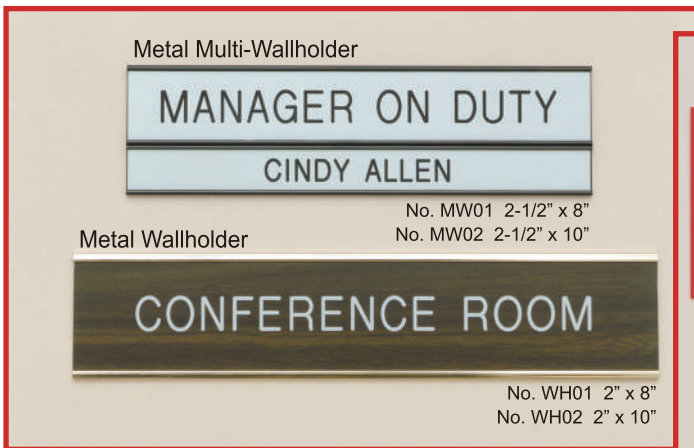 Metal Multi-Wallholder
MANAGER ON DUTY
CINDY ALLEN
No. MW01 2-1/2” x 8”
No. MW02 2-1/2” x 10”
Metal Wallholder
CONFERENCE ROOM
No. WH01 2” x 8”
No. WH02 2” x 10”